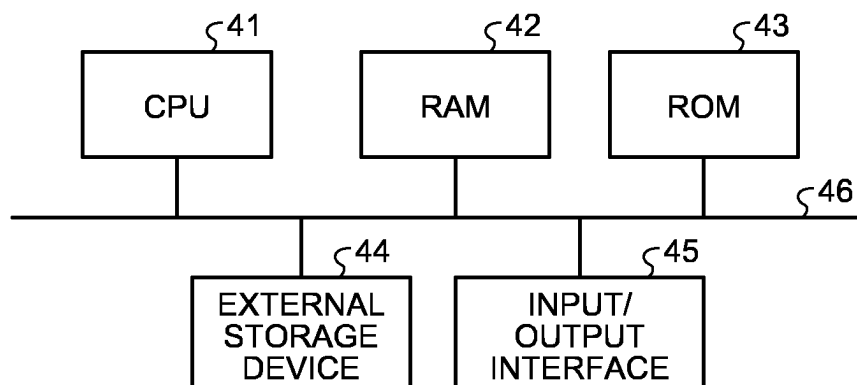 41
42
43
CPU
RAM
ROM
46
44
45
EXTERNAL
STORAGE
DEVICE
INPUT/
OUTPUT
INTERFACE